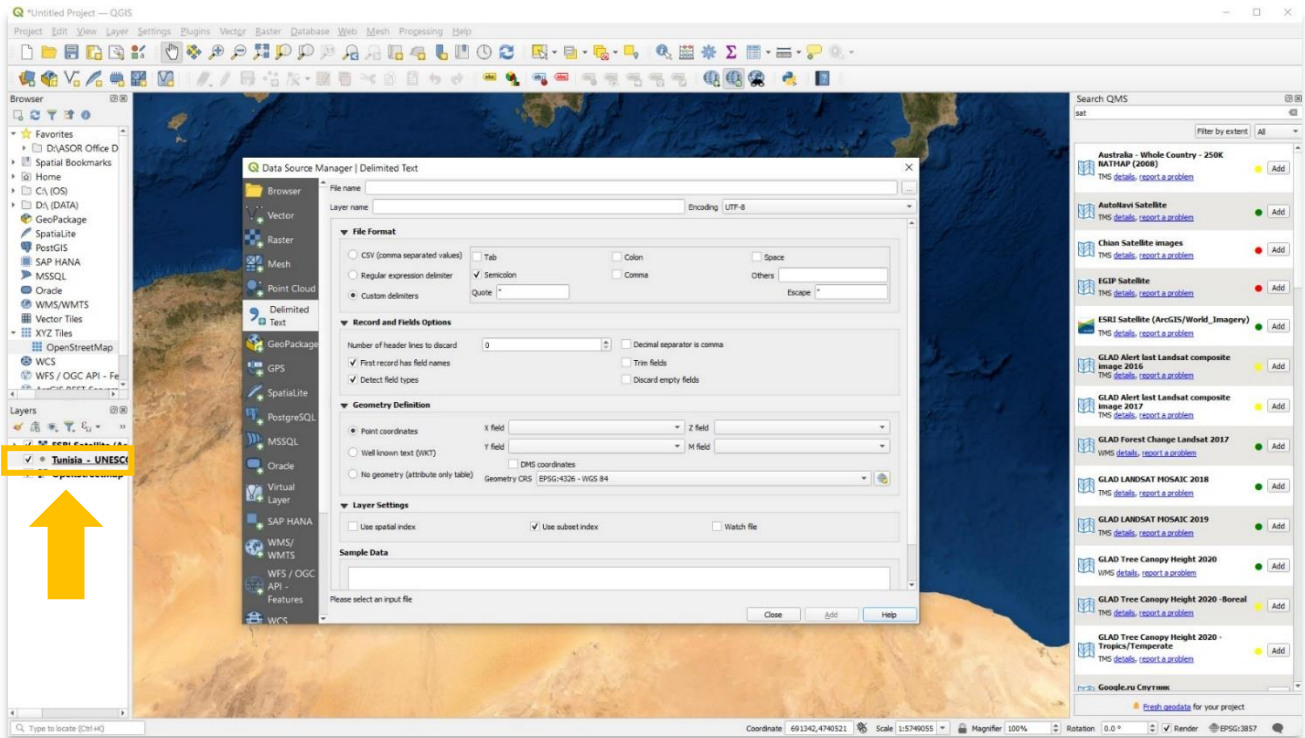 *Untitled Project — QGIS
Project Edit View Layer Settings Plugins Vector Raster Database Web Mesh Processing Help
Browser
Favorites
D:\ASOR Office D
Spatial Bookmarks
Home
C:\ (OS)
D:\ (DATA)
GeoPackage
SpatiaLite
PostGIS
SAP HANA
MSSQL
Oracle
WMS/WMTS
Vector Tiles
XYZ Tiles
OpenStreetMap
WCS
WFS / OGC API - Fe
Layers
ESRI Satellite (Ar
Tunisia - UNESCO
OpenStreetMap
Data Source Manager | Delimited Text
Browser
Vector
Raster
Mesh
Point Cloud
Delimited
Text
GeoPackage
GPS
SpatiaLite
PostgreSQL
MSSQL
Oracle
Virtual
Layer
SAP HANA
WMS/
WMTS
WFS / OGC
API -
Features
WCS
File name ...
Layer name Encoding UTF-8
File Format
CSV (comma separated values) Tab Colon Space
Regular expression delimiter Semicolon Comma Others
Custom delimiters Quote " Escape "
Record and Fields Options
Number of header lines to discard 0 Decimal separator is comma
First record has field names Trim fields
Detect field types Discard empty fields
Geometry Definition
Point coordinates X field Z field
Well known text (WKT) Y field M field
DMS coordinates
No geometry (attribute only table) Geometry CRS EPSG:4326 - WGS 84
Layer Settings
Use spatial index Use subset index Watch file
Sample Data
Please select an input file
Close Add Help
Search QMS
sat
Filter by extent All
Australia - Whole Country - 250K
NATMAP (2008)
TMS details, report a problem
Add
AutoNavi Satellite
TMS details, report a problem
Add
Chian Satellite images
TMS details, report a problem
Add
EGIP Satellite
TMS details, report a problem
Add
ESRI Satellite (ArcGIS/World_Imagery)
TMS details, report a problem
Add
GLAD Alert last Landsat composite
image 2016
TMS details, report a problem
Add
GLAD Alert last Landsat composite
image 2017
TMS details, report a problem
Add
GLAD Forest Change Landsat 2017
WMS details, report a problem
Add
GLAD LANDSAT MOSAIC 2018
TMS details, report a problem
Add
GLAD LANDSAT MOSAIC 2019
TMS details, report a problem
Add
GLAD Tree Canopy Height 2020
WMS details, report a problem
Add
GLAD Tree Canopy Height 2020 -Boreal
TMS details, report a problem
Add
GLAD Tree Canopy Height 2020 -
Tropics/Temperate
TMS details, report a problem
Add
Google.ru Спутник
Fresh geodata for your project
Type to locate (Ctrl+K) Coordinate 691342,4740521 Scale 1:5749055 Magnifier 100% Rotation 0.0 ° Render EPSG:3857